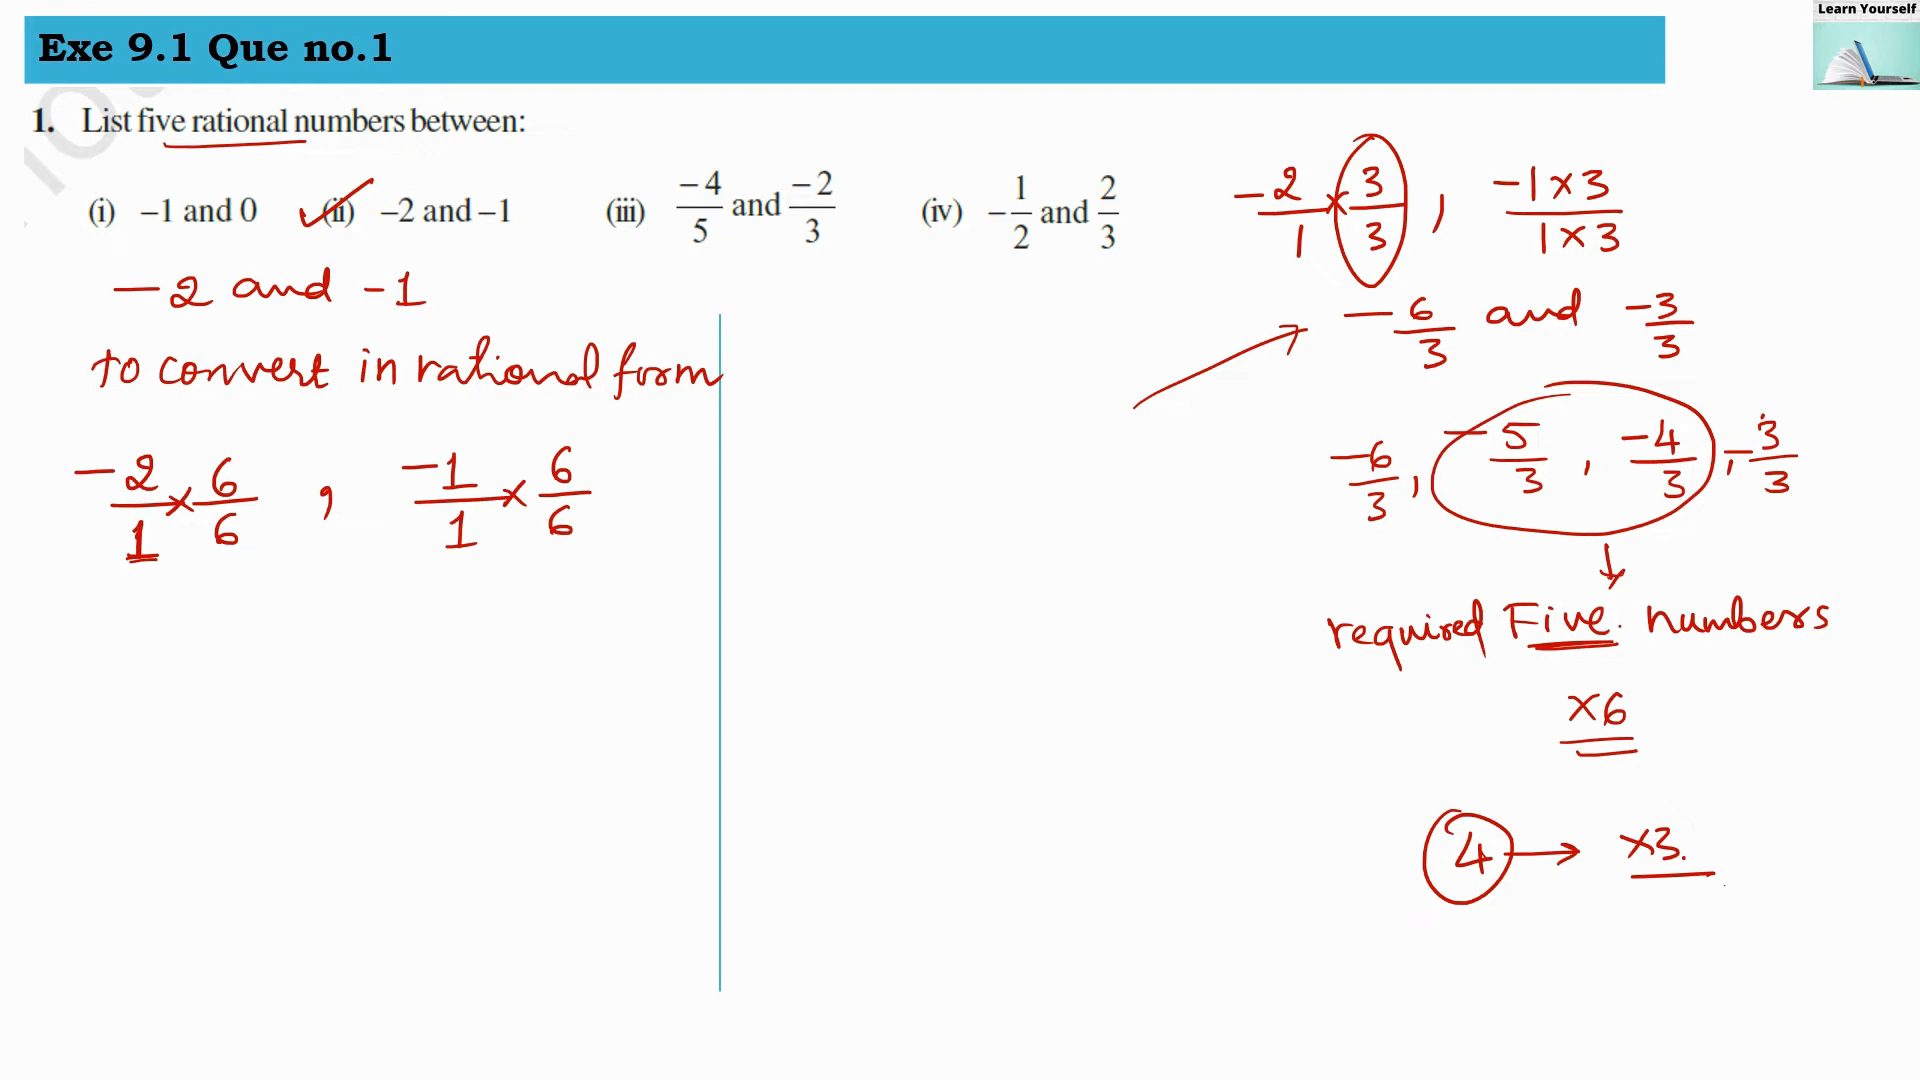 Learn Yourself
Exe 9.1 Que no.1
1. List five rational numbers between:
(i) –1 and 0 (ii) –2 and –1 (iii) −4/5 and −2/3 (iv) −1/2 and 2/3
−2 and -1
to convert in rational form
−2/1 × 6/6 , −1/1 × 6/6
−2/1 × 3/3 , −1×3/1×3
−6/3 and −3/3
−6/3, −5/3, −4/3, −3/3
required Five numbers
×6
4 → ×3.